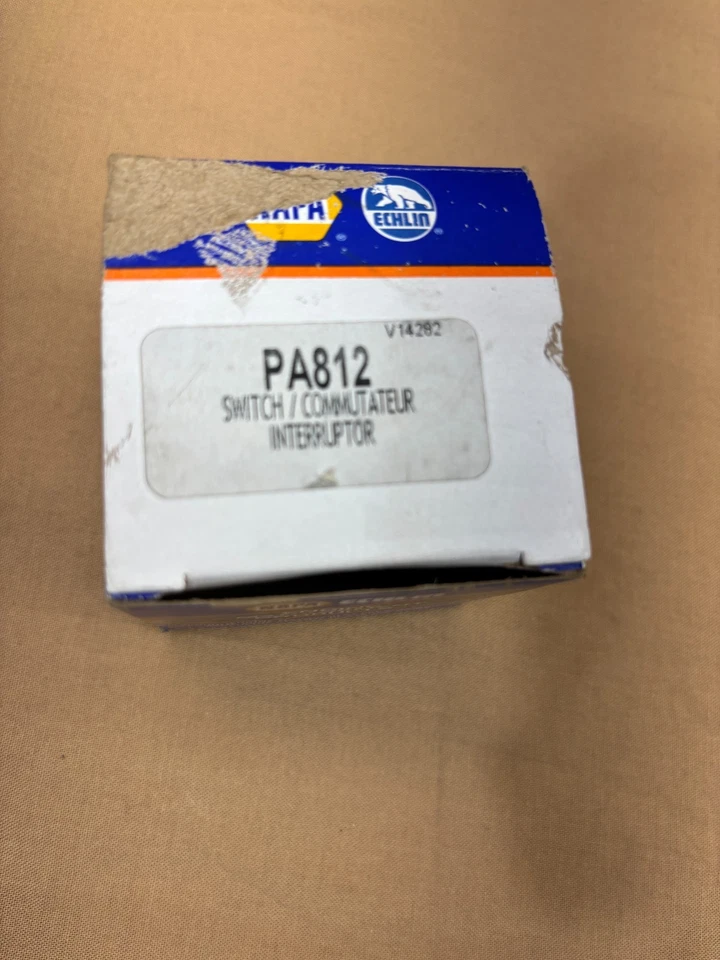 NAPA
ECHLIN
V14282
PA812
SWITCH / COMMUTATEUR
INTERRUPTOR